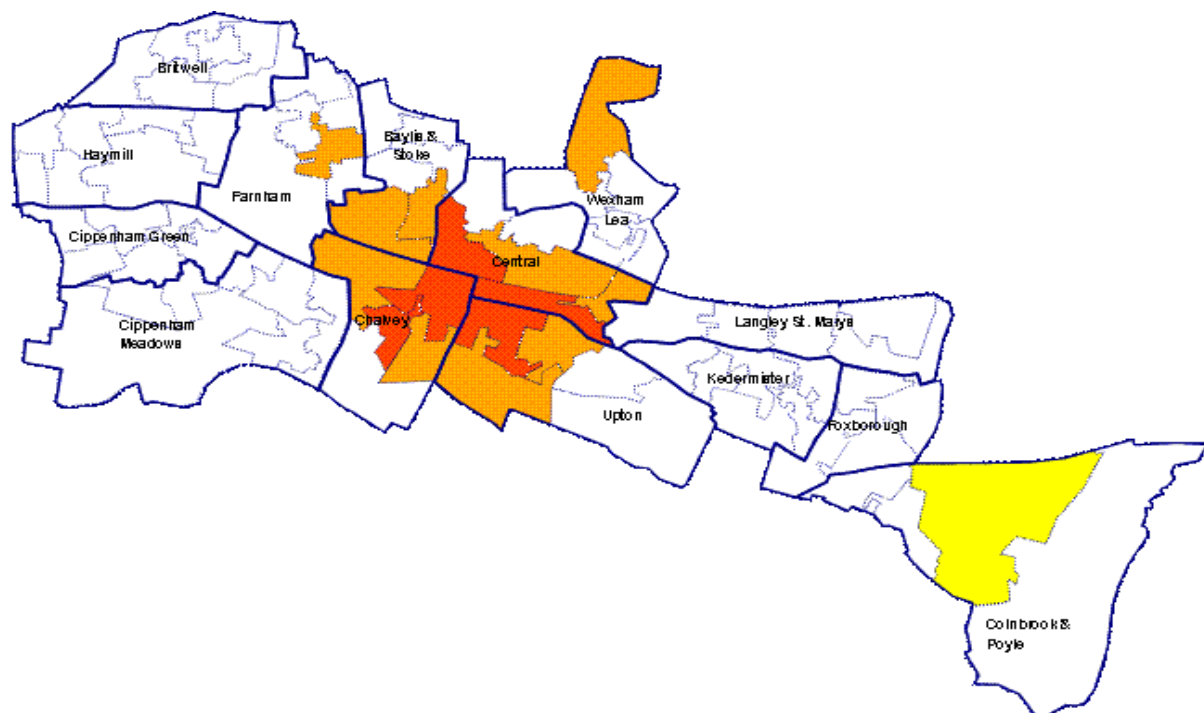 Britwell
Haymill
Baylis &
Stoke
Farnham
Wexham
Lea
Cippenham Green
Central
Cippenham
Meadows
Chalvey
Langley St. Marys
Kedermister
Upton
Foxborough
Colnbrook &
Poyle